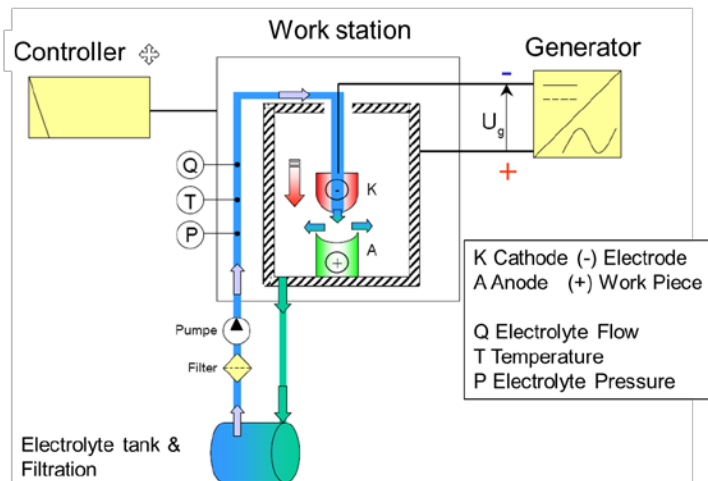 Work station
Controller
Generator
-
U_g
+
Q
T
P
K
-
A
+
K Cathode (-) Electrode
A Anode (+) Work Piece
Q Electrolyte Flow
T Temperature
P Electrolyte Pressure
Pumpe
Filter
Electrolyte tank &
Filtration